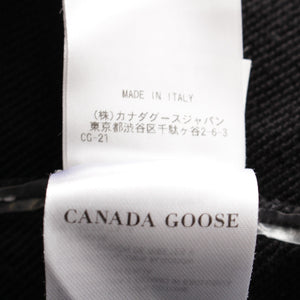 MADE IN ITALY
(株)カナダグースジャパン
東京都渋谷区千駄ヶ谷2-6-3
CG-21
CANADA GOOSE